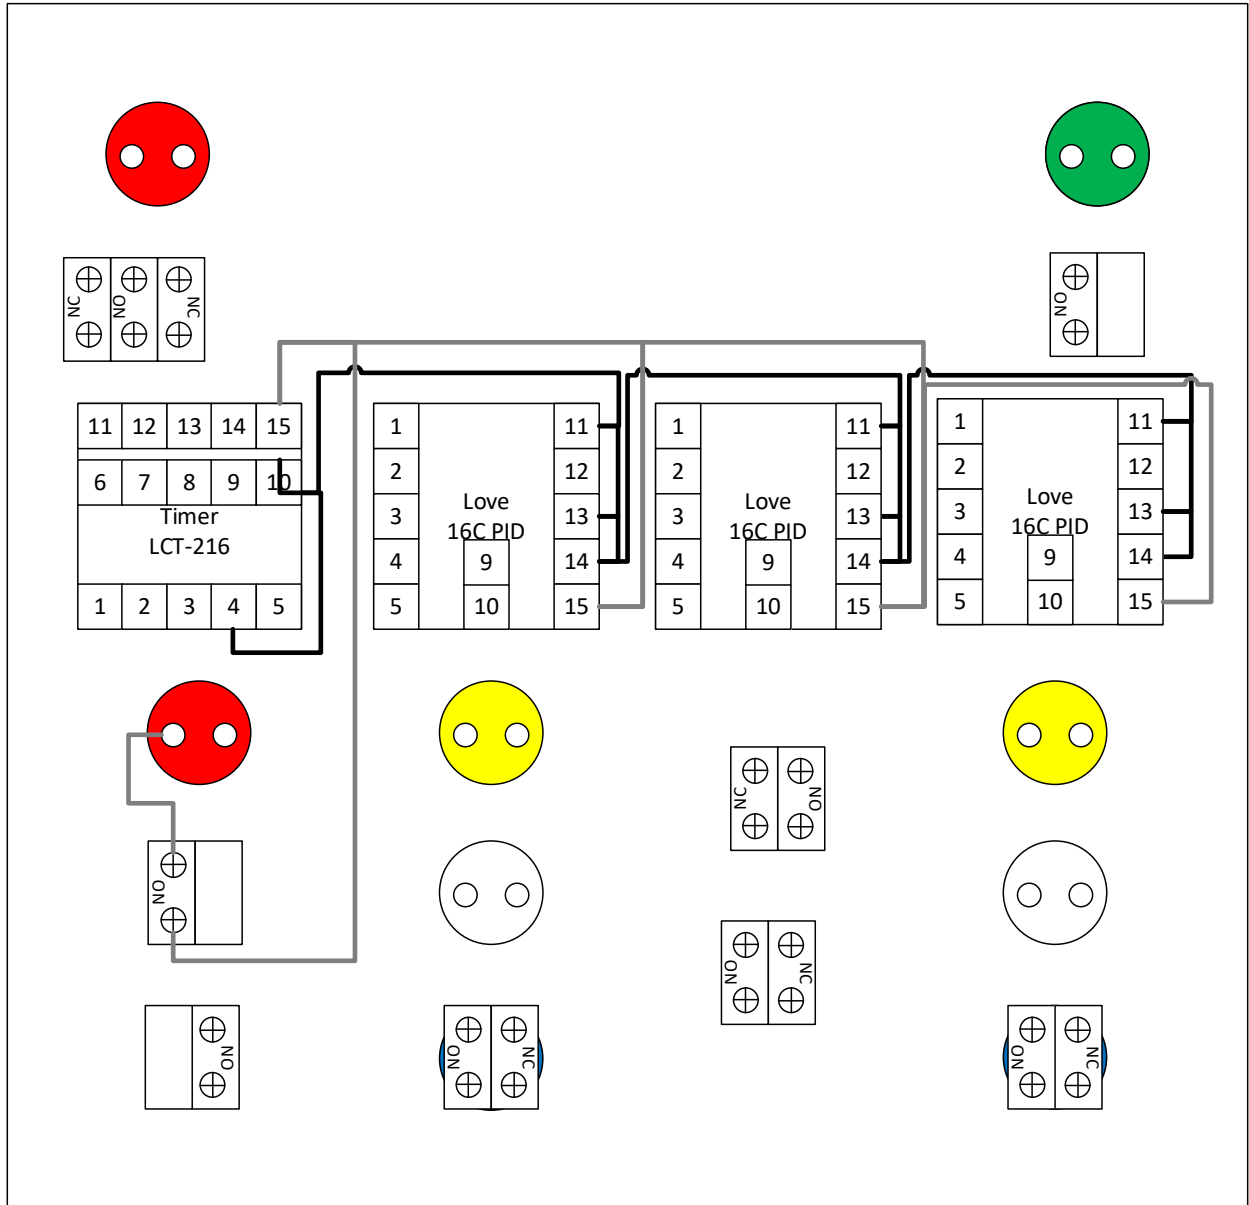 NC NO NC
NO
11 12 13 14 15
6 7 8 9 10
Timer
LCT-216
1 2 3 4 5
1 11
2 12
Love
3 13
16C PID
4 9 14
5 10 15
1 11
2 12
Love
3 13
16C PID
4 9 14
5 10 15
1 11
2 12
Love
3 13
16C PID
4 9 14
5 10 15
NC NO
NO
NO NC
NO
NO NC
NO NC